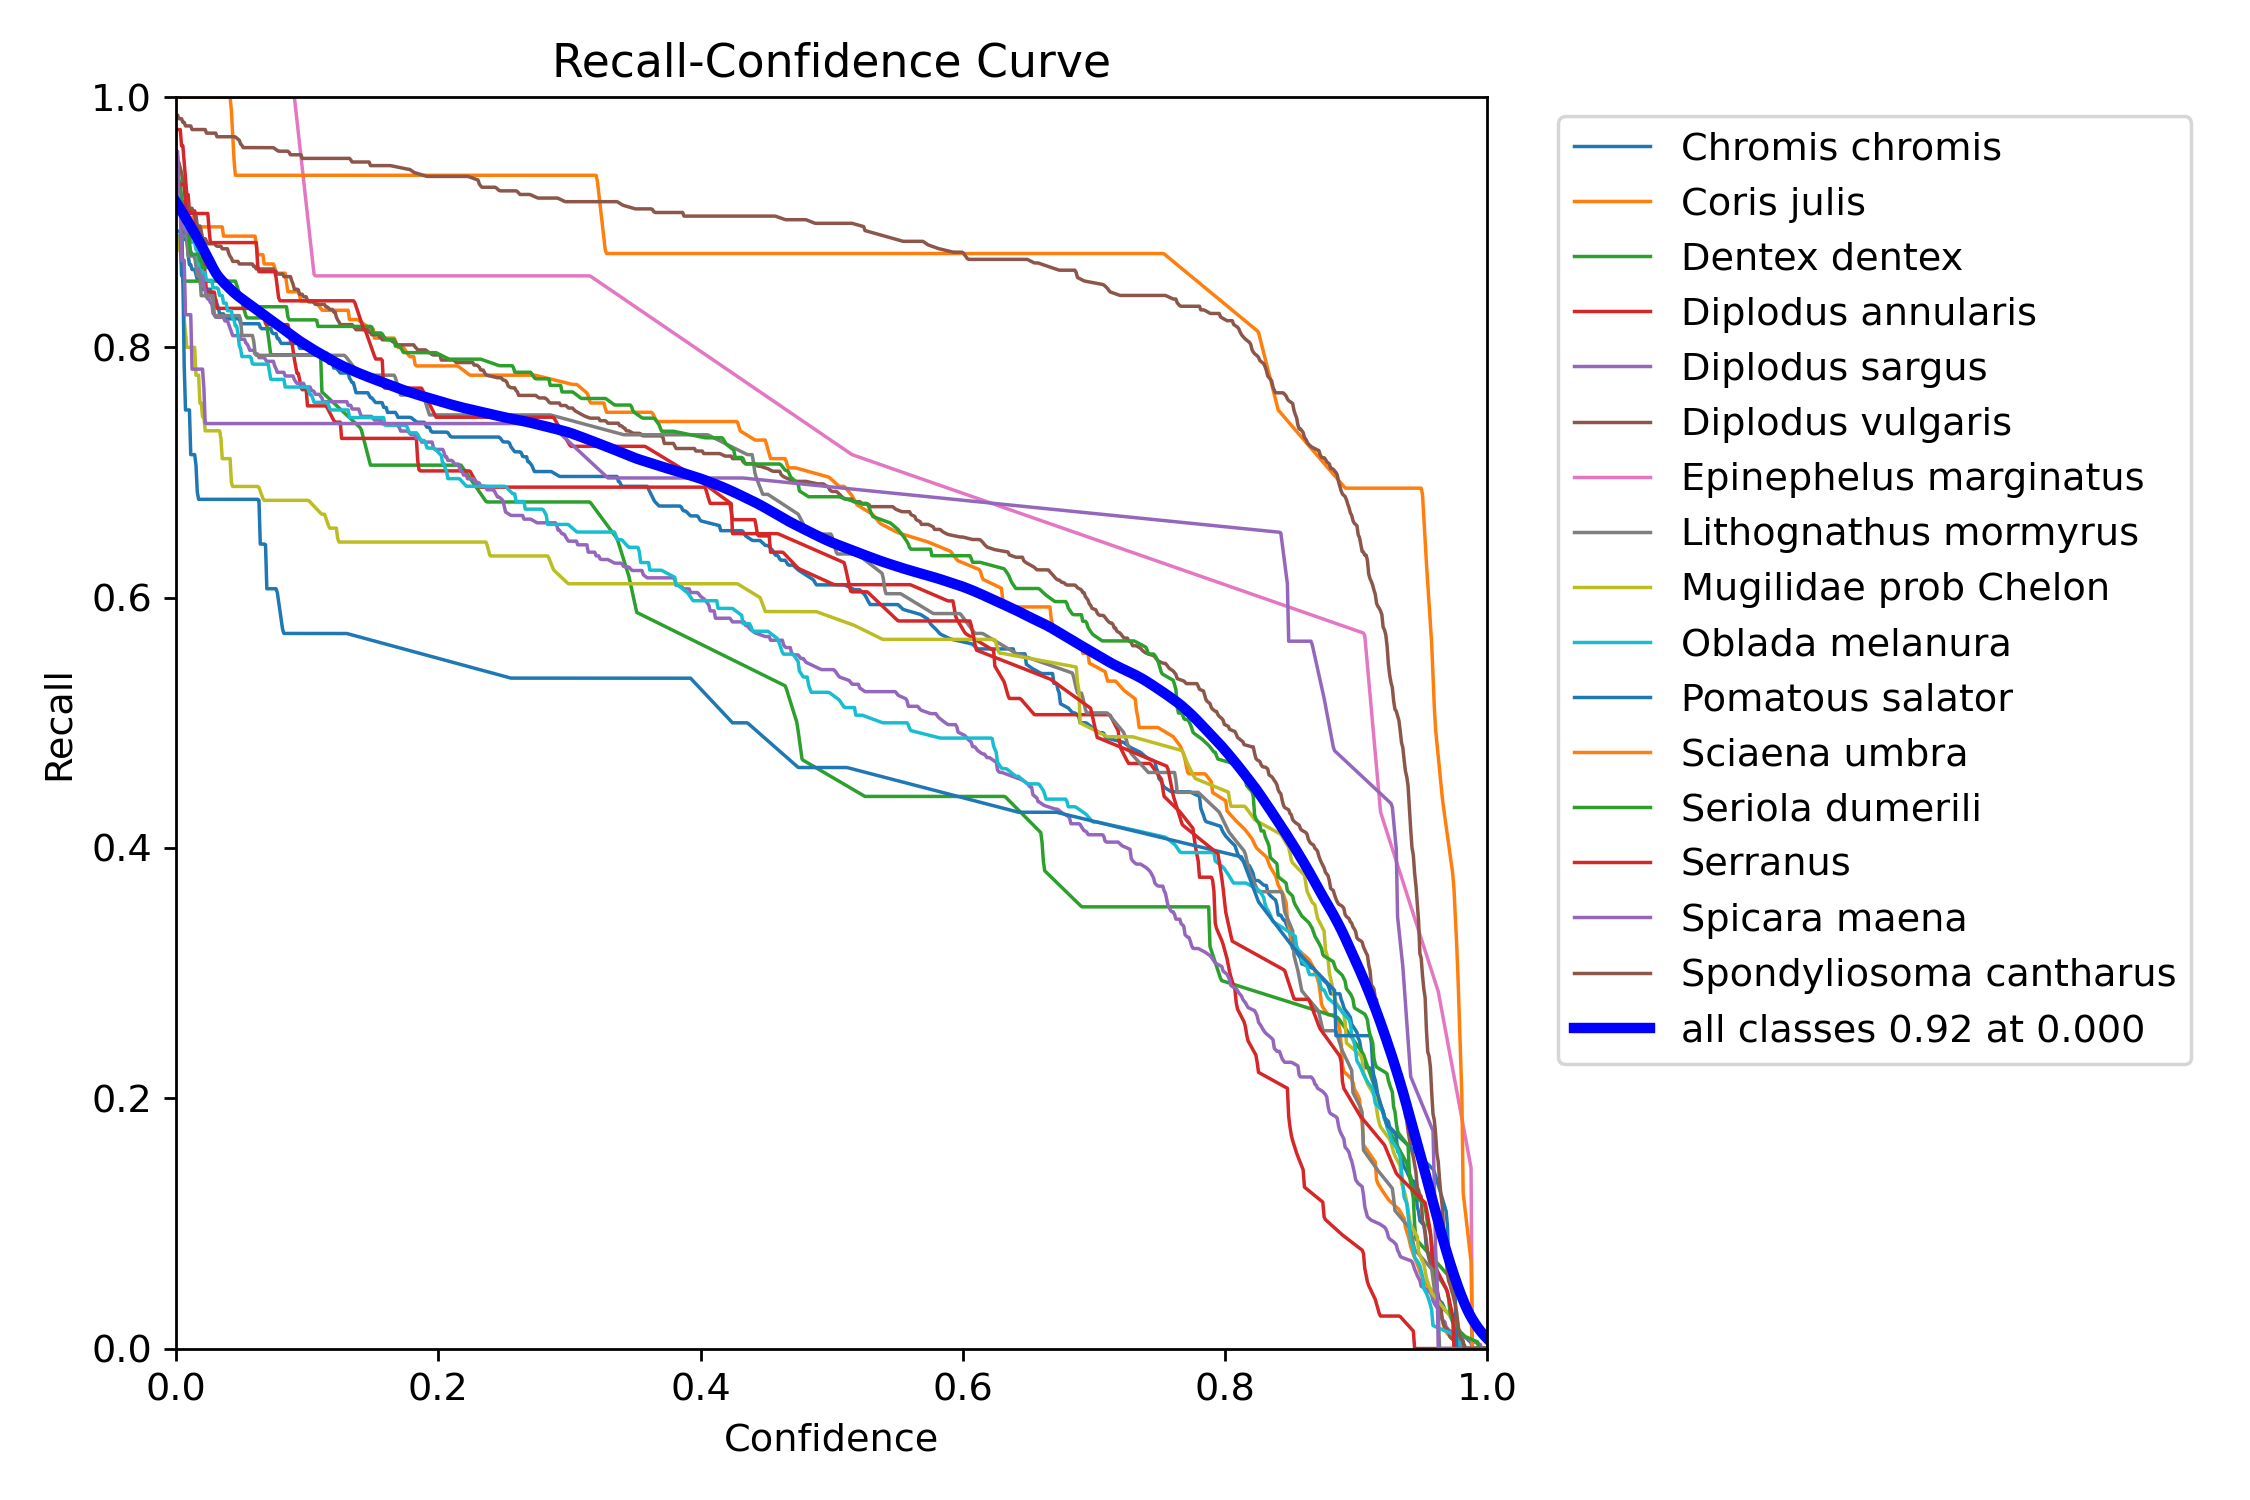 Recall-Confidence Curve
1.0
0.8
0.6
0.4
0.2
0.0
Recall
0.0 0.2 0.4 0.6 0.8 1.0
Confidence
Chromis chromis
Coris julis
Dentex dentex
Diplodus annularis
Diplodus sargus
Diplodus vulgaris
Epinephelus marginatus
Lithognathus mormyrus
Mugilidae prob Chelon
Oblada melanura
Pomatous salator
Sciaena umbra
Seriola dumerili
Serranus
Spicara maena
Spondyliosoma cantharus
all classes 0.92 at 0.000